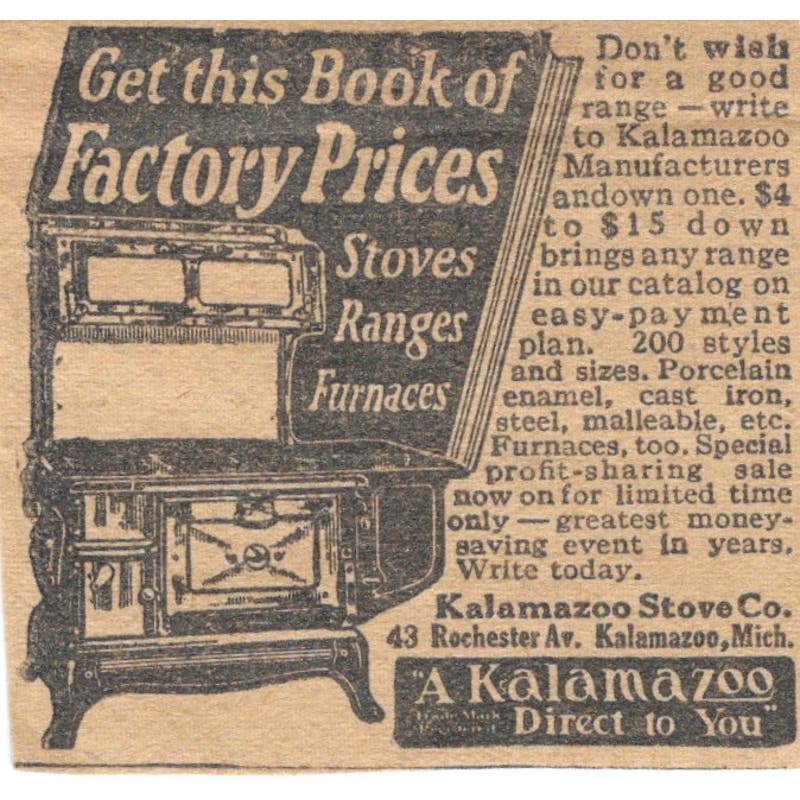 Get this Book of
Factory Prices
Stoves
Ranges
Furnaces
Don't wish
for a good
range — write
to Kalamazoo
Manufacturers
and own one. $4
to $15 down
brings any range
in our catalog on
easy-payment
plan. 200 styles
and sizes. Porcelain
enamel, cast iron,
steel, malleable, etc.
Furnaces, too. Special
profit-sharing sale
now on for limited time
only — greatest money-
saving event in years.
Write today.
Kalamazoo Stove Co.
43 Rochester Av. Kalamazoo, Mich.
"A Kalamazoo
Trade Mark
Direct to You"